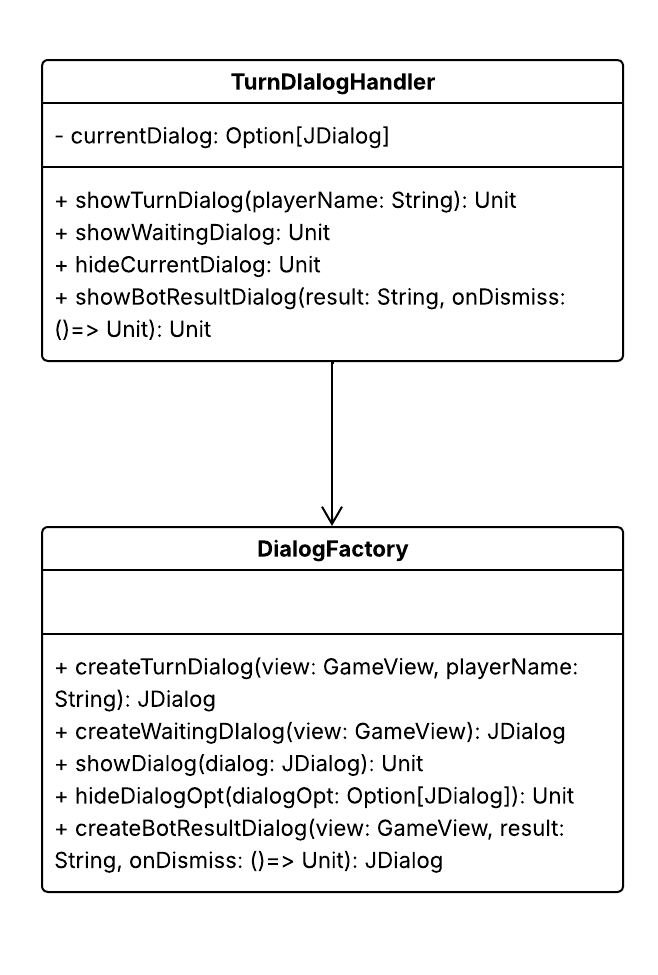 TurnDIalogHandler
- currentDialog: Option[JDialog]
+ showTurnDialog(playerName: String): Unit
+ showWaitingDialog: Unit
+ hideCurrentDialog: Unit
+ showBotResultDialog(result: String, onDismiss:
()=> Unit): Unit
DialogFactory
+ createTurnDialog(view: GameView, playerName:
String): JDialog
+ createWaitingDIalog(view: GameView): JDialog
+ showDialog(dialog: JDialog): Unit
+ hideDialogOpt(dialogOpt: Option[JDialog]): Unit
+ createBotResultDialog(view: GameView, result:
String, onDismiss: ()=> Unit): JDialog